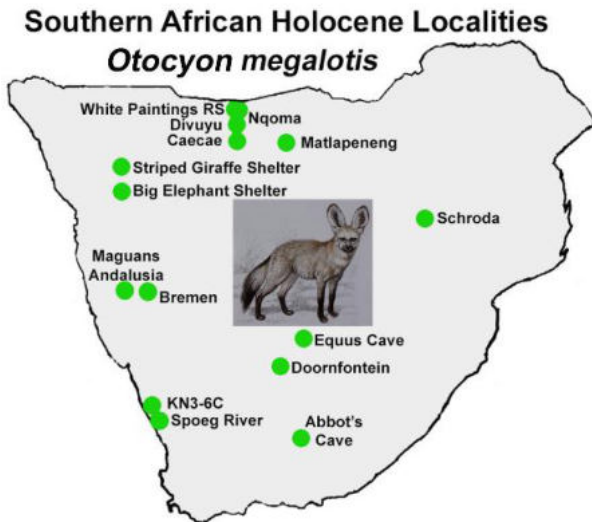 Southern African Holocene Localities
Otocyon megalotis
White Paintings RS
Nqoma
Divuyu
Caecae
Matlapeneng
Striped Giraffe Shelter
Big Elephant Shelter
Schroda
Maguans
Andalusia
Bremen
Equus Cave
Doornfontein
KN3-6C
Spoeg River
Abbot's
Cave